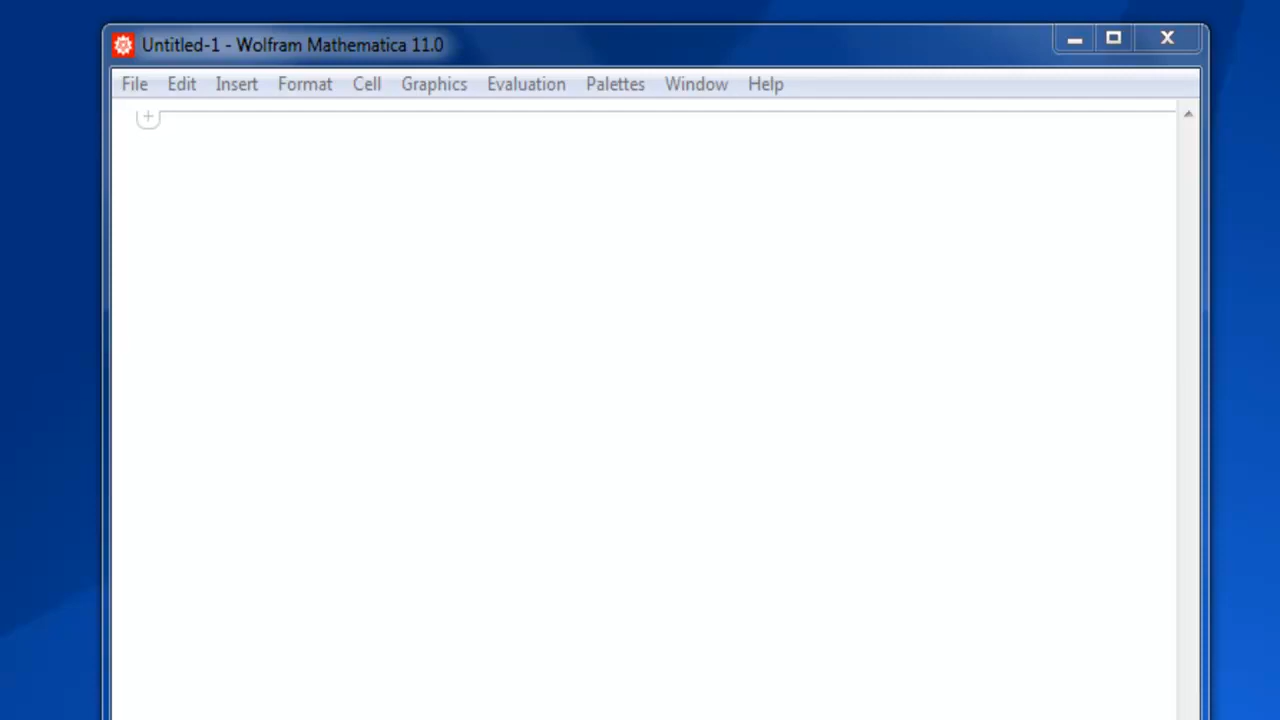 Untitled-1 - Wolfram Mathematica 11.0
File Edit Insert Format Cell Graphics Evaluation Palettes Window Help
+